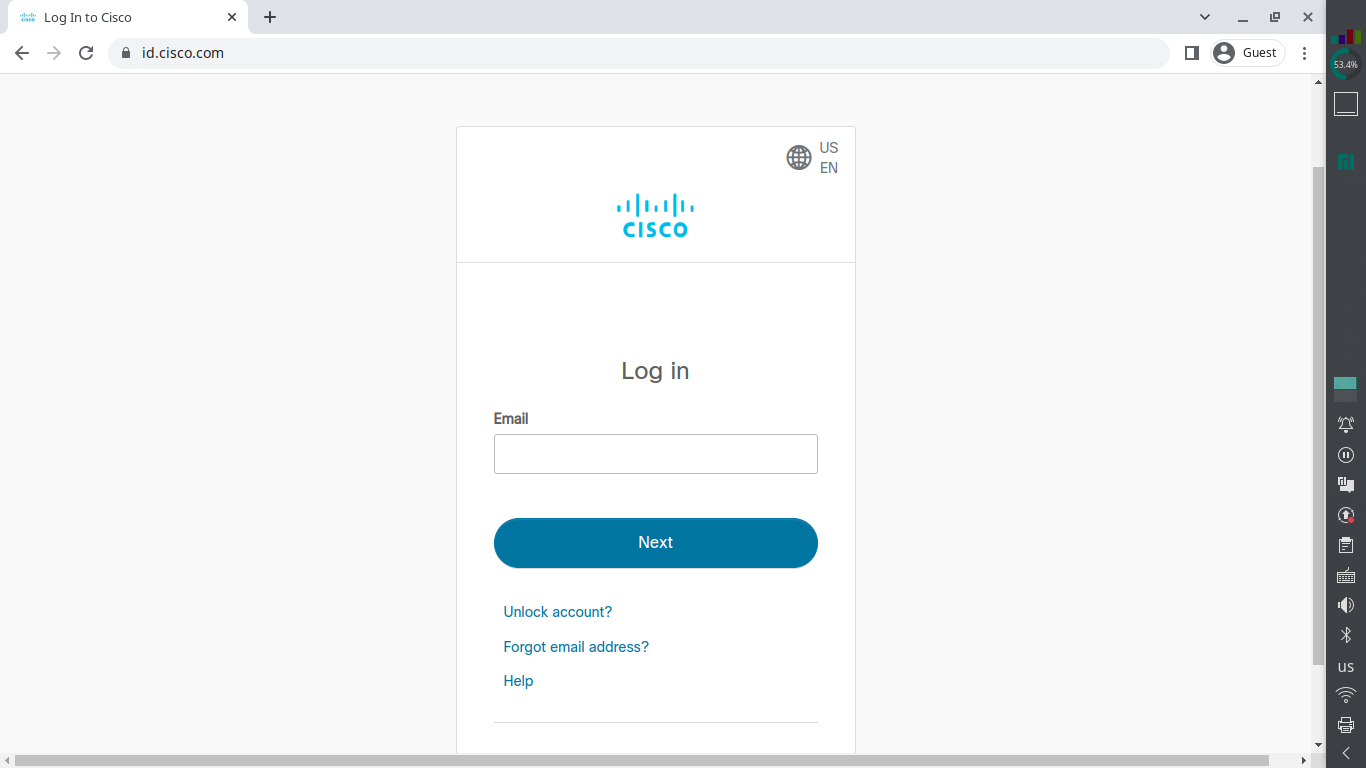 Log In to Cisco
id.cisco.com
Guest
53.4%
US
EN
CISCO
Log in
Email
Next
Unlock account?
Forgot email address?
Help
us